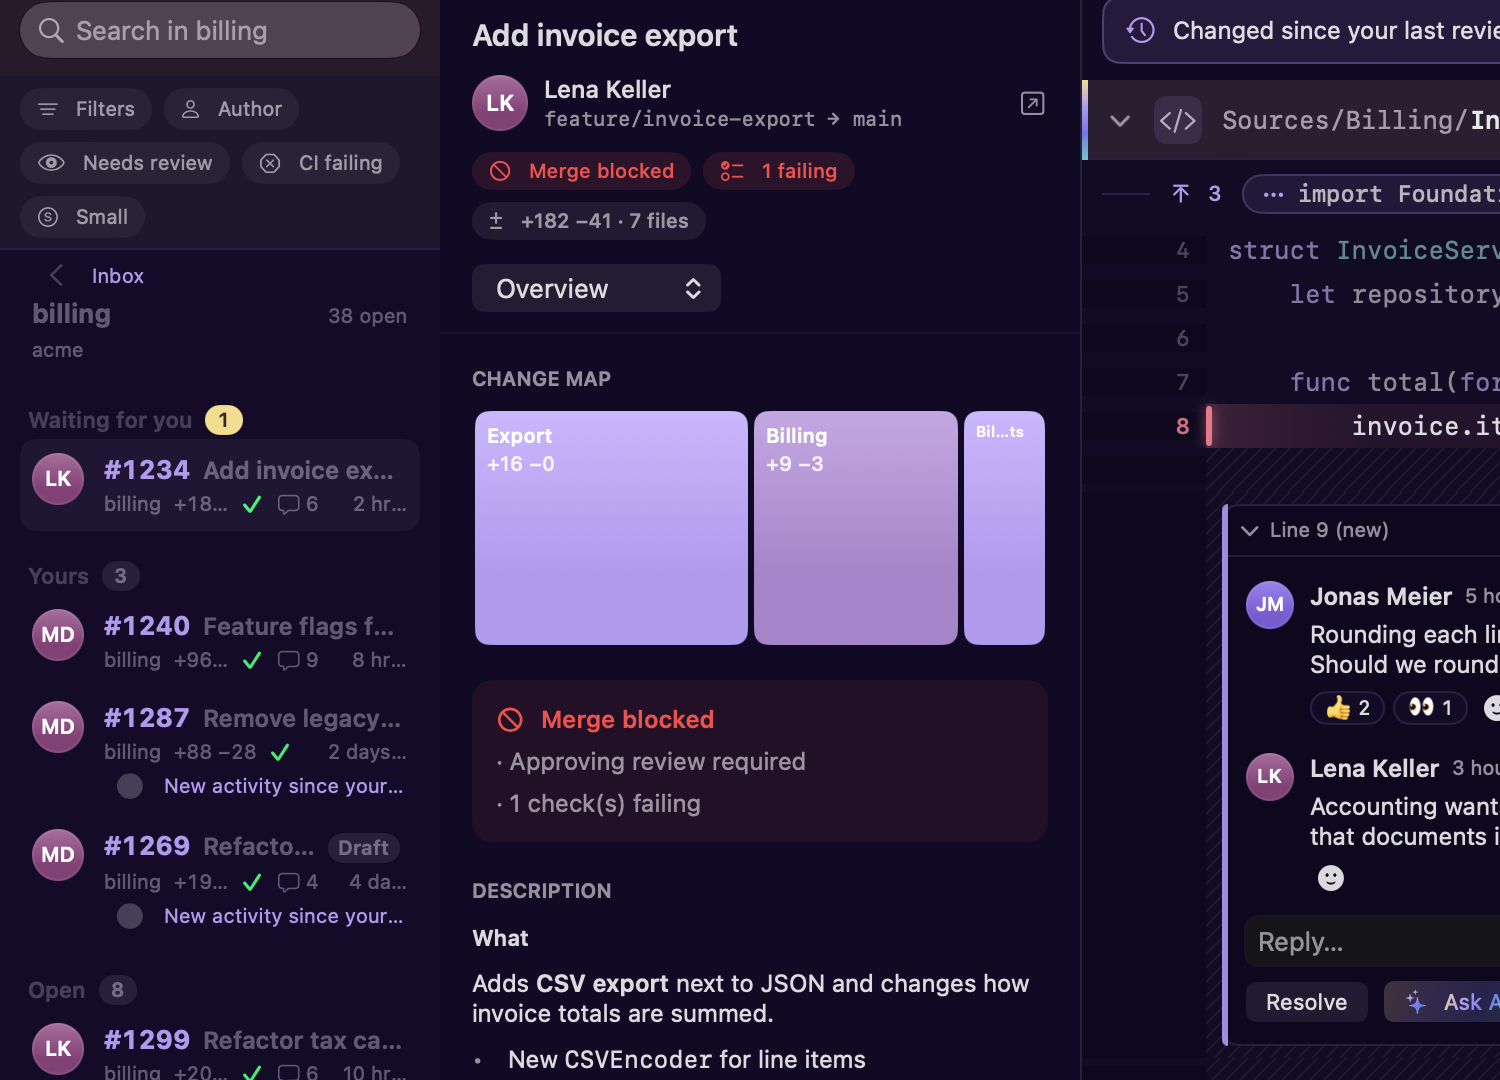 Search in billing
Filters
Author
Needs review
CI failing
Small
Inbox
billing
38 open
acme
Waiting for you 1
LK
#1234 Add invoice ex...
billing +18... 6 2 hr...
Yours 3
MD
#1240 Feature flags f...
billing +96... 9 8 hr...
MD
#1287 Remove legacy...
billing +88 −28 2 days...
New activity since your...
MD
#1269 Refacto... Draft
billing +19... 4 4 da...
New activity since your...
Open 8
LK
#1299 Refactor tax ca...
billing +20... 6 10 hr...
Add invoice export
LK
Lena Keller
feature/invoice-export → main
Merge blocked
1 failing
+182 −41 · 7 files
Overview
CHANGE MAP
Export
+16 −0
Billing
+9 −3
Bil...ts
Merge blocked
· Approving review required
· 1 check(s) failing
DESCRIPTION
What
Adds CSV export next to JSON and changes how
invoice totals are summed.
• New CSVEncoder for line items
Changed since your last revie
</> Sources/Billing/In
3 ··· import Foundati
4 struct InvoiceServ
5 let repository
6
7 func total(for
8 invoice.it
Line 9 (new)
JM
Jonas Meier 5 ho
Rounding each li
Should we round
👍 2 👀 1
LK
Lena Keller 3 hou
Accounting want
that documents i
Reply...
Resolve
Ask A